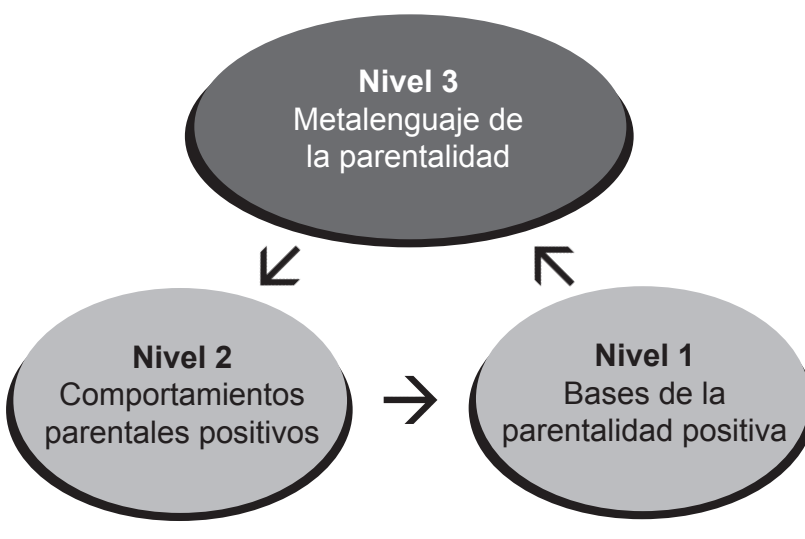 Nivel 3
Metalenguaje de
la parentalidad
Nivel 2
Comportamientos
parentales positivos
Nivel 1
Bases de la
parentalidad positiva